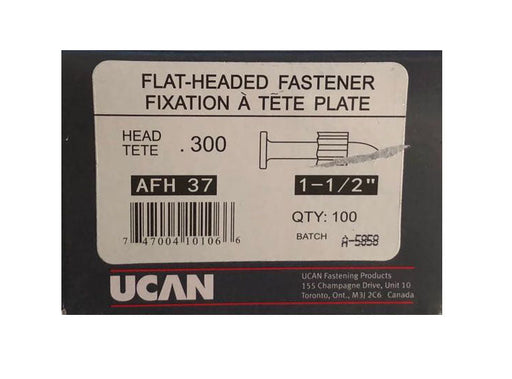 FLAT-HEADED FASTENER
FIXATION À TÊTE PLATE
HEAD
TETE
.300
AFH 37
1-1/2"
QTY: 100
BATCH A-5858
7 47004 10106 6
UCAN
UCAN Fastening Products
155 Champagne Drive, Unit 10
Toronto, Ont., M3J 2C6 Canada